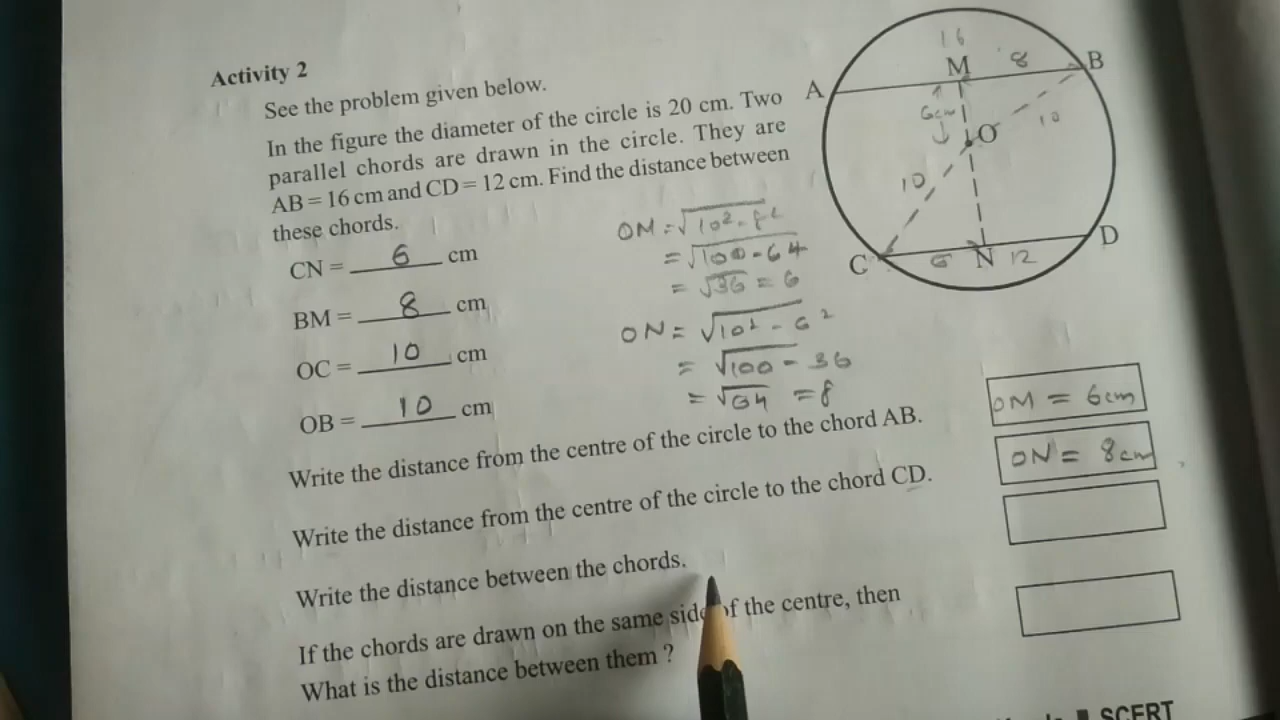 Activity 2
See the problem given below.
In the figure the diameter of the circle is 20 cm. Two
parallel chords are drawn in the circle. They are
AB = 16 cm and CD = 12 cm. Find the distance between
these chords.
CN = 6 cm
BM = 8 cm
OC = 10 cm
OB = 10 cm
OM = √10² - 8²
= √100 - 64
= √36 = 6
ON = √10² - 6²
= √100 - 36
= √64 = 8
16
M 8 B
A
6cm
O
10
10
C 6 N 12 D
Write the distance from the centre of the circle to the chord AB.
OM = 6cm
Write the distance from the centre of the circle to the chord CD.
ON = 8cm
Write the distance between the chords.
If the chords are drawn on the same side of the centre, then
What is the distance between them ?
SCERT